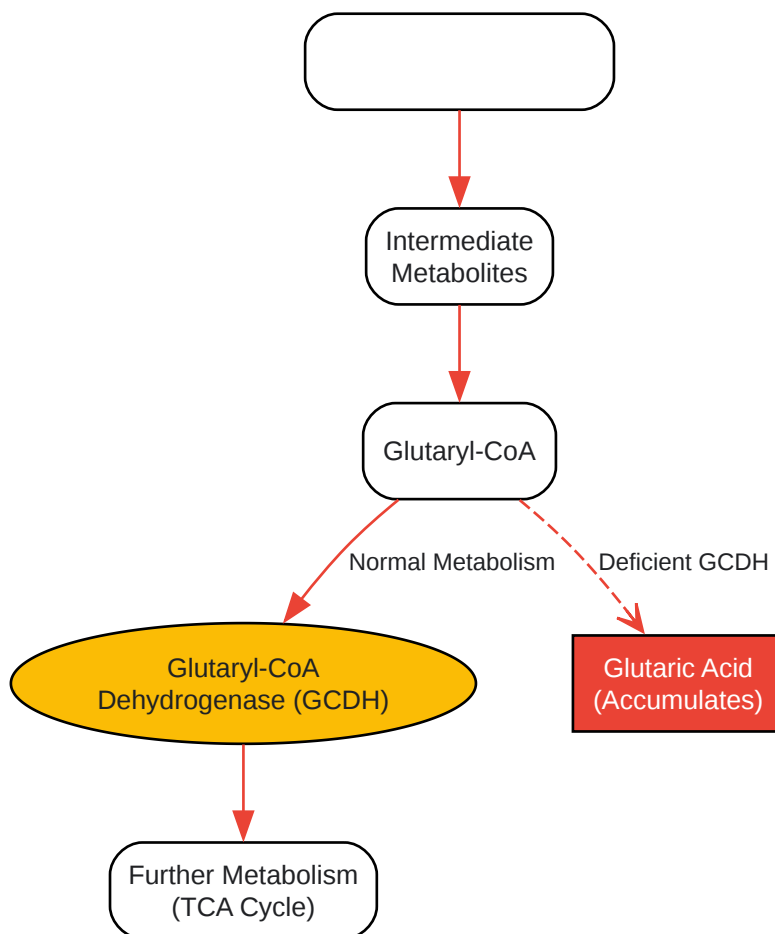 Intermediate
Metabolites
Glutaryl-CoA
Normal Metabolism
Deficient GCDH
Glutaryl-CoA
Dehydrogenase (GCDH)
Glutaric Acid
(Accumulates)
Further Metabolism
(TCA Cycle)